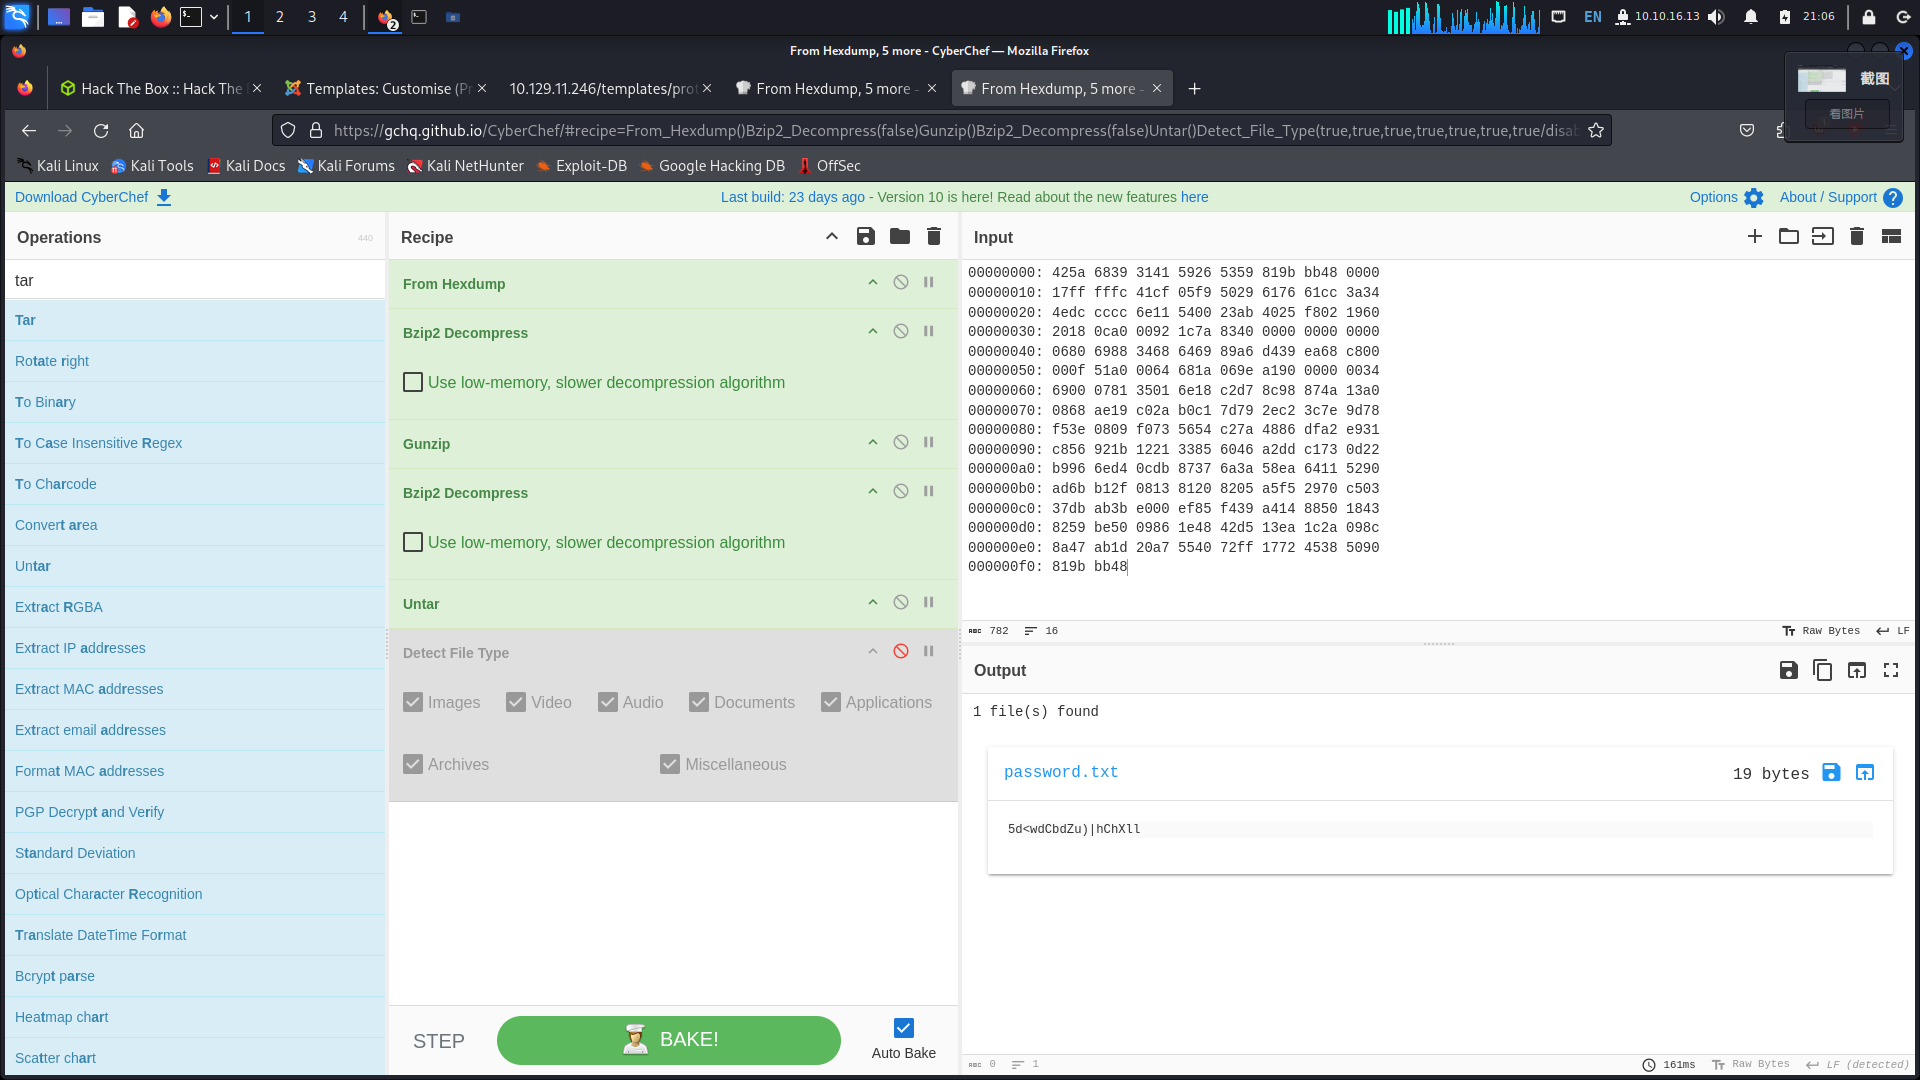 1
2
3
4
2
EN
10.10.16.13
21:06
From Hexdump, 5 more - CyberChef — Mozilla Firefox
Hack The Box :: Hack The
Templates: Customise (Pr
10.129.11.246/templates/prot
From Hexdump, 5 more -
From Hexdump, 5 more -
截图
看图片
https://gchq.github.io/CyberChef/#recipe=From_Hexdump()Bzip2_Decompress(false)Gunzip()Bzip2_Decompress(false)Untar()Detect_File_Type(true,true,true,true,true,true,true/disab
Kali Linux
Kali Tools
Kali Docs
Kali Forums
Kali NetHunter
Exploit-DB
Google Hacking DB
OffSec
Download CyberChef
Last build: 23 days ago - Version 10 is here! Read about the new features here
Options
About / Support
Operations
440
tar
Tar
Rotate right
To Binary
To Case Insensitive Regex
To Charcode
Convert area
Untar
Extract RGBA
Extract IP addresses
Extract MAC addresses
Extract email addresses
Format MAC addresses
PGP Decrypt and Verify
Standard Deviation
Optical Character Recognition
Translate DateTime Format
Bcrypt parse
Heatmap chart
Scatter chart
Recipe
From Hexdump
Bzip2 Decompress
Use low-memory, slower decompression algorithm
Gunzip
Bzip2 Decompress
Use low-memory, slower decompression algorithm
Untar
Detect File Type
Images
Video
Audio
Documents
Applications
Archives
Miscellaneous
STEP
BAKE!
Auto Bake
Input
00000000: 425a 6839 3141 5926 5359 819b bb48 0000
00000010: 17ff fffc 41cf 05f9 5029 6176 61cc 3a34
00000020: 4edc cccc 6e11 5400 23ab 4025 f802 1960
00000030: 2018 0ca0 0092 1c7a 8340 0000 0000 0000
00000040: 0680 6988 3468 6469 89a6 d439 ea68 c800
00000050: 000f 51a0 0064 681a 069e a190 0000 0034
00000060: 6900 0781 3501 6e18 c2d7 8c98 874a 13a0
00000070: 0868 ae19 c02a b0c1 7d79 2ec2 3c7e 9d78
00000080: f53e 0809 f073 5654 c27a 4886 dfa2 e931
00000090: c856 921b 1221 3385 6046 a2dd c173 0d22
000000a0: b996 6ed4 0cdb 8737 6a3a 58ea 6411 5290
000000b0: ad6b b12f 0813 8120 8205 a5f5 2970 c503
000000c0: 37db ab3b e000 ef85 f439 a414 8850 1843
000000d0: 8259 be50 0986 1e48 42d5 13ea 1c2a 098c
000000e0: 8a47 ab1d 20a7 5540 72ff 1772 4538 5090
000000f0: 819b bb48
ABC 782
16
Raw Bytes
LF
Output
1 file(s) found
password.txt
19 bytes
5d<wdCbdZu)|hChXll
ABC 0
1
161ms
Raw Bytes
LF (detected)